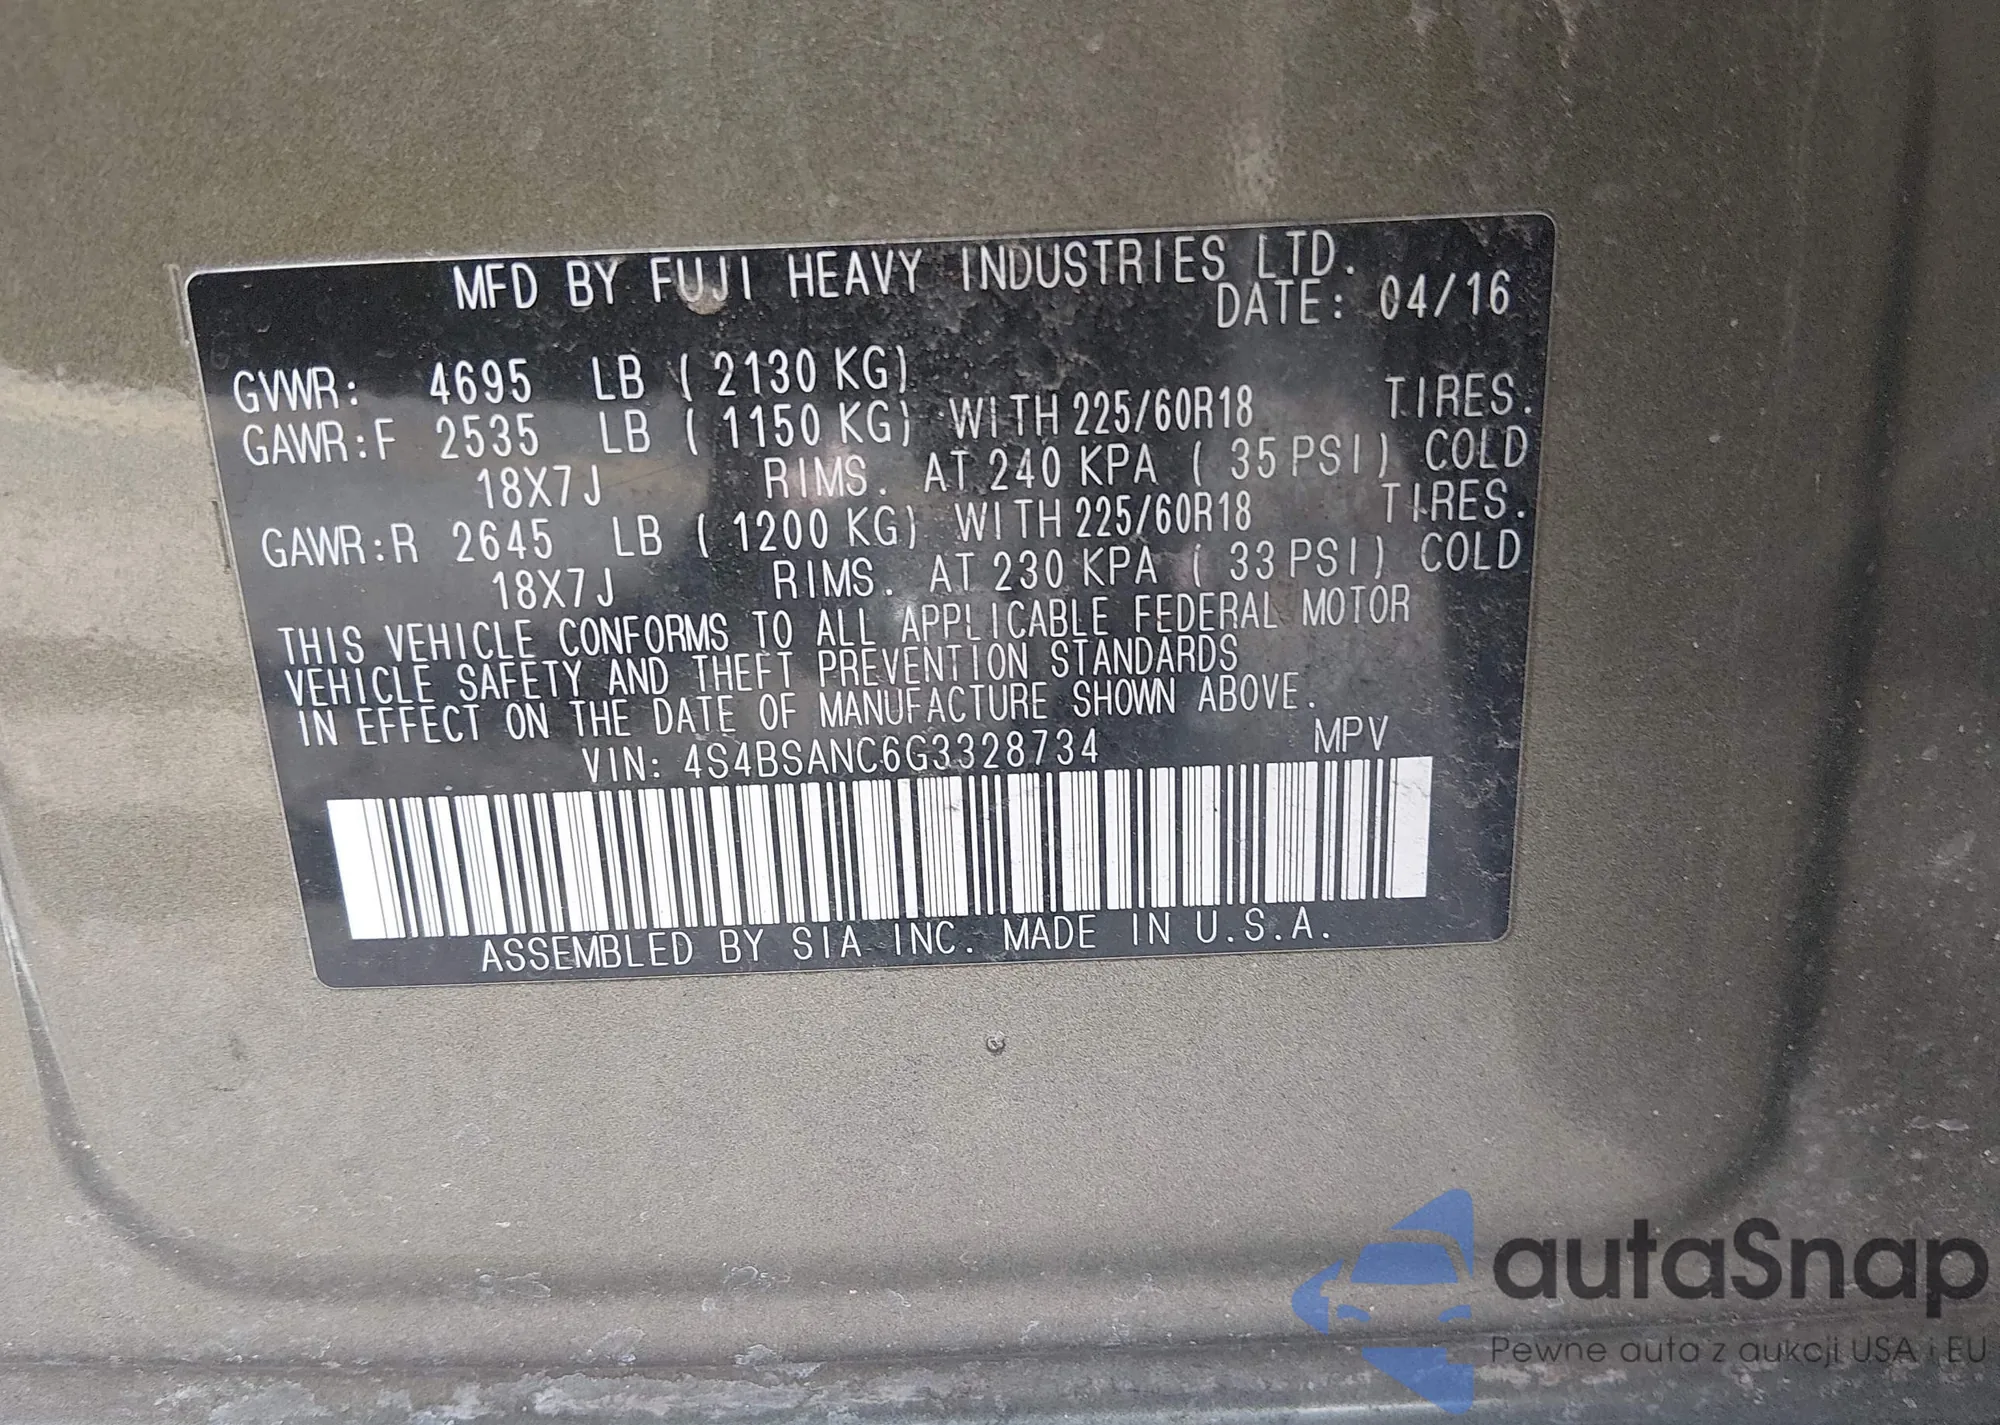 MFD BY FUJI HEAVY INDUSTRIES LTD.
DATE: 04/16
GVWR: 4695 LB ( 2130 KG)
GAWR:F 2535 LB ( 1150 KG) WITH 225/60R18 TIRES.
18X7J RIMS. AT 240 KPA ( 35 PSI) COLD
GAWR:R 2645 LB ( 1200 KG) WITH 225/60R18 TIRES.
18X7J RIMS. AT 230 KPA ( 33 PSI) COLD
THIS VEHICLE CONFORMS TO ALL APPLICABLE FEDERAL MOTOR
VEHICLE SAFETY AND THEFT PREVENTION STANDARDS
IN EFFECT ON THE DATE OF MANUFACTURE SHOWN ABOVE.
VIN: 4S4BSANC6G3328734 MPV
ASSEMBLED BY SIA INC. MADE IN U.S.A.
autaSnap
Pewne auta z aukcji USA i EU